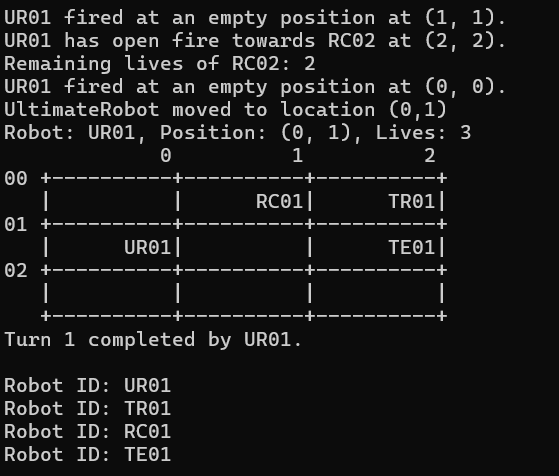 UR01 fired at an empty position at (1, 1).
UR01 has open fire towards RC02 at (2, 2).
Remaining lives of RC02: 2
UR01 fired at an empty position at (0, 0).
UltimateRobot moved to location (0,1)
Robot: UR01, Position: (0, 1), Lives: 3
             0          1          2
00 +----------+----------+----------+
   |          |      RC01|      TR01|
01 +----------+----------+----------+
   |      UR01|          |      TE01|
02 +----------+----------+----------+
   |          |          |          |
   +----------+----------+----------+
Turn 1 completed by UR01.

Robot ID: UR01
Robot ID: TR01
Robot ID: RC01
Robot ID: TE01